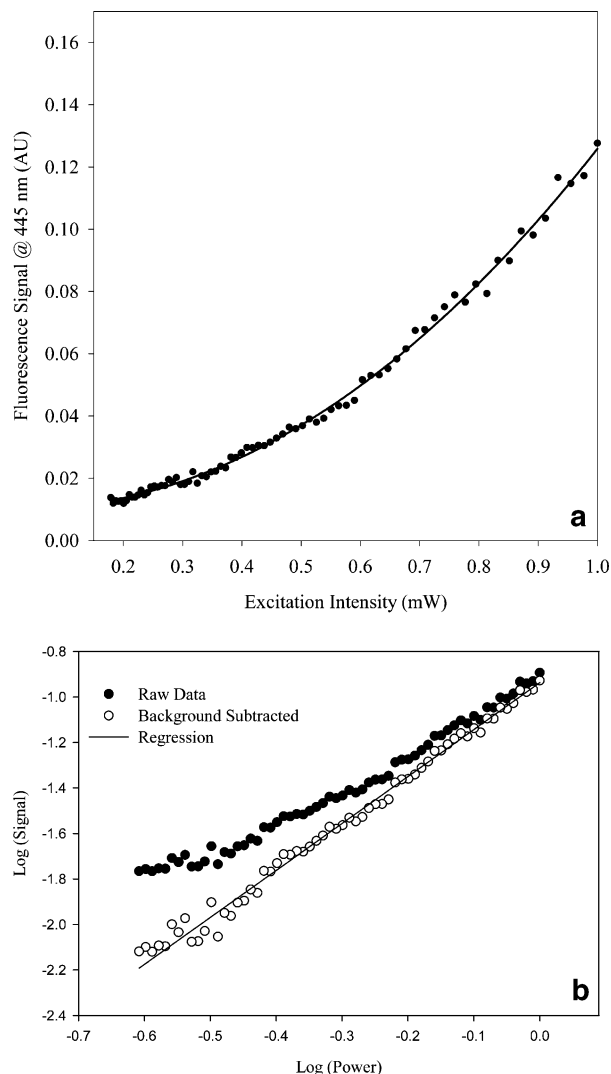 0.16
0.14
0.12
0.10
0.08
0.06
0.04
0.02
0.00
Fluorescence Signal @ 445 nm (AU)
a
0.2 0.3 0.4 0.5 0.6 0.7 0.8 0.9 1.0
Excitation Intensity (mW)
-0.8
-1.0
-1.2
-1.4
-1.6
-1.8
-2.0
-2.2
-2.4
Log (Signal)
Raw Data
Background Subtracted
Regression
b
-0.7 -0.6 -0.5 -0.4 -0.3 -0.2 -0.1 0.0
Log (Power)